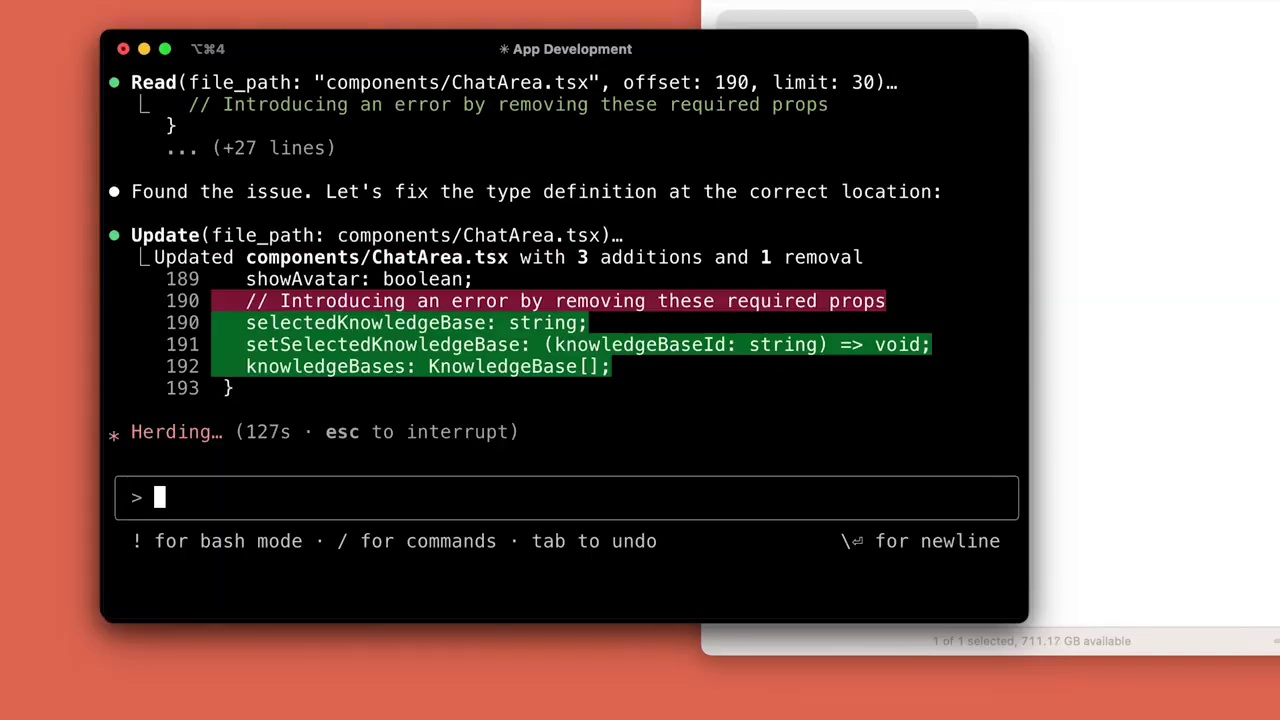 ⌥⌘4
✳ App Development
● Read(file_path: "components/ChatArea.tsx", offset: 190, limit: 30)…
// Introducing an error by removing these required props
}
... (+27 lines)
● Found the issue. Let's fix the type definition at the correct location:
● Update(file_path: components/ChatArea.tsx)…
Updated components/ChatArea.tsx with 3 additions and 1 removal
189 showAvatar: boolean;
190 // Introducing an error by removing these required props
190 selectedKnowledgeBase: string;
191 setSelectedKnowledgeBase: (knowledgeBaseId: string) => void;
192 knowledgeBases: KnowledgeBase[];
193 }
* Herding… (127s · esc to interrupt)
>
! for bash mode · / for commands · tab to undo
\⏎ for newline
1 of 1 selected, 711.17 GB available